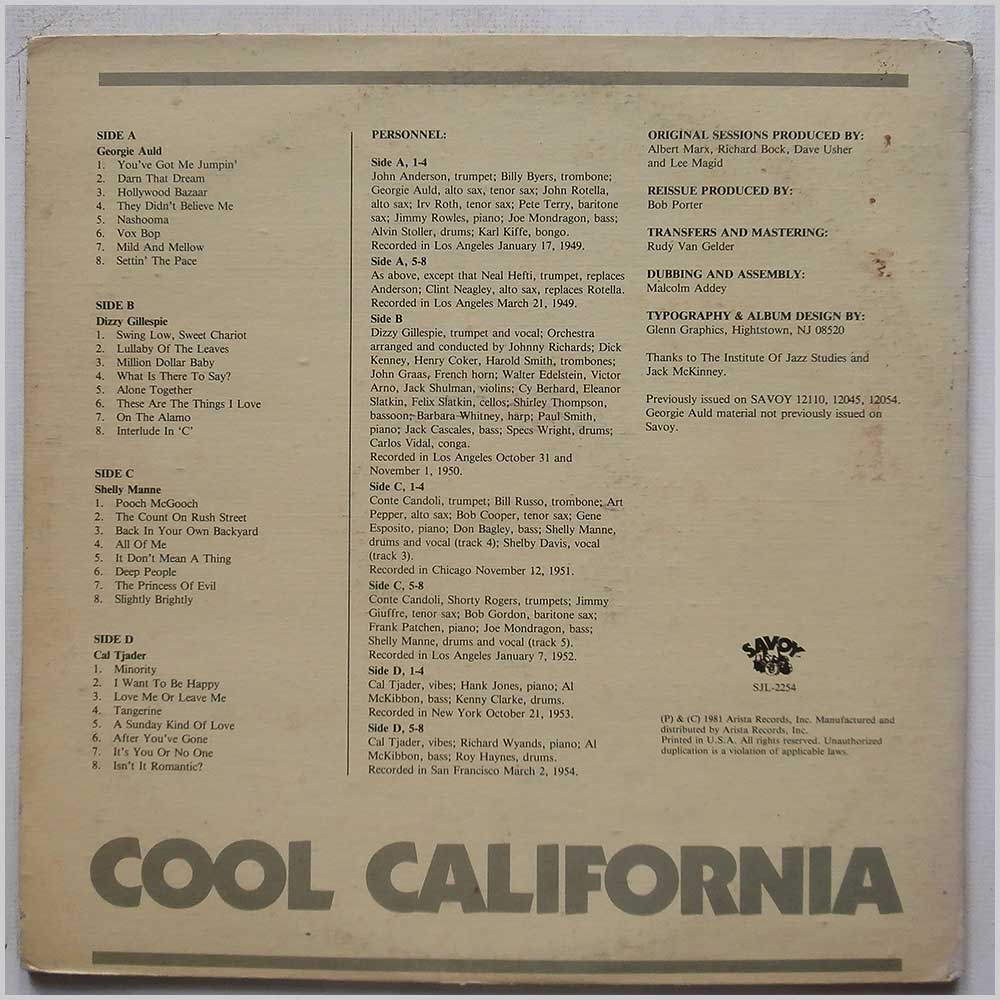 SIDE A
Georgie Auld
1. You've Got Me Jumpin'
2. Darn That Dream
3. Hollywood Bazaar
4. They Didn't Believe Me
5. Nashooma
6. Vox Bop
7. Mild And Mellow
8. Settin' The Pace
SIDE B
Dizzy Gillespie
1. Swing Low, Sweet Chariot
2. Lullaby Of The Leaves
3. Million Dollar Baby
4. What Is There To Say?
5. Alone Together
6. These Are The Things I Love
7. On The Alamo
8. Interlude In 'C'
SIDE C
Shelly Manne
1. Pooch McGooch
2. The Count On Rush Street
3. Back In Your Own Backyard
4. All Of Me
5. It Don't Mean A Thing
6. Deep People
7. The Princess Of Evil
8. Slightly Brightly
SIDE D
Cal Tjader
1. Minority
2. I Want To Be Happy
3. Love Me Or Leave Me
4. Tangerine
5. A Sunday Kind Of Love
6. After You've Gone
7. It's You Or No One
8. Isn't It Romantic?
PERSONNEL:
Side A, 1-4
John Anderson, trumpet; Billy Byers, trombone;
Georgie Auld, alto sax, tenor sax; John Rotella,
alto sax; Irv Roth, tenor sax; Pete Terry, baritone
sax; Jimmy Rowles, piano; Joe Mondragon, bass;
Alvin Stoller, drums; Karl Kiffe, bongo.
Recorded in Los Angeles January 17, 1949.
Side A, 5-8
As above, except that Neal Hefti, trumpet, replaces
Anderson; Clint Neagley, alto sax, replaces Rotella.
Recorded in Los Angeles March 21, 1949.
Side B
Dizzy Gillespie, trumpet and vocal; Orchestra
arranged and conducted by Johnny Richards; Dick
Kenney, Henry Coker, Harold Smith, trombones;
John Graas, French horn; Walter Edelstein, Victor
Arno, Jack Shulman, violins; Cy Berhard, Eleanor
Slatkin, Felix Slatkin, cellos; Shirley Thompson,
bassoon; Barbara Whitney, harp; Paul Smith,
piano; Jack Cascales, bass; Specs Wright, drums;
Carlos Vidal, conga.
Recorded in Los Angeles October 31 and
November 1, 1950.
Side C, 1-4
Conte Candoli, trumpet; Bill Russo, trombone; Art
Pepper, alto sax; Bob Cooper, tenor sax; Gene
Esposito, piano; Don Bagley, bass; Shelly Manne,
drums and vocal (track 4); Shelby Davis, vocal
(track 3).
Recorded in Chicago November 12, 1951.
Side C, 5-8
Conte Candoli, Shorty Rogers, trumpets; Jimmy
Giuffre, tenor sax; Bob Gordon, baritone sax;
Frank Patchen, piano; Joe Mondragon, bass;
Shelly Manne, drums and vocal (track 5).
Recorded in Los Angeles January 7, 1952.
Side D, 1-4
Cal Tjader, vibes; Hank Jones, piano; Al
McKibbon, bass; Kenny Clarke, drums.
Recorded in New York October 21, 1953.
Side D, 5-8
Cal Tjader, vibes; Richard Wyands, piano; Al
McKibbon, bass; Roy Haynes, drums.
Recorded in San Francisco March 2, 1954.
ORIGINAL SESSIONS PRODUCED BY:
Albert Marx, Richard Bock, Dave Usher
and Lee Magid
REISSUE PRODUCED BY:
Bob Porter
TRANSFERS AND MASTERING:
Rudy Van Gelder
DUBBING AND ASSEMBLY:
Malcolm Addey
TYPOGRAPHY & ALBUM DESIGN BY:
Glenn Graphics, Hightstown, NJ 08520
Thanks to The Institute Of Jazz Studies and
Jack McKinney.
Previously issued on SAVOY 12110, 12045, 12054.
Georgie Auld material not previously issued on
Savoy.
SAVOY
SJL-2254
(P) & (C) 1981 Arista Records, Inc. Manufactured and
distributed by Arista Records, Inc.
Printed in U.S.A. All rights reserved. Unauthorized
duplication is a violation of applicable laws.
COOL CALIFORNIA